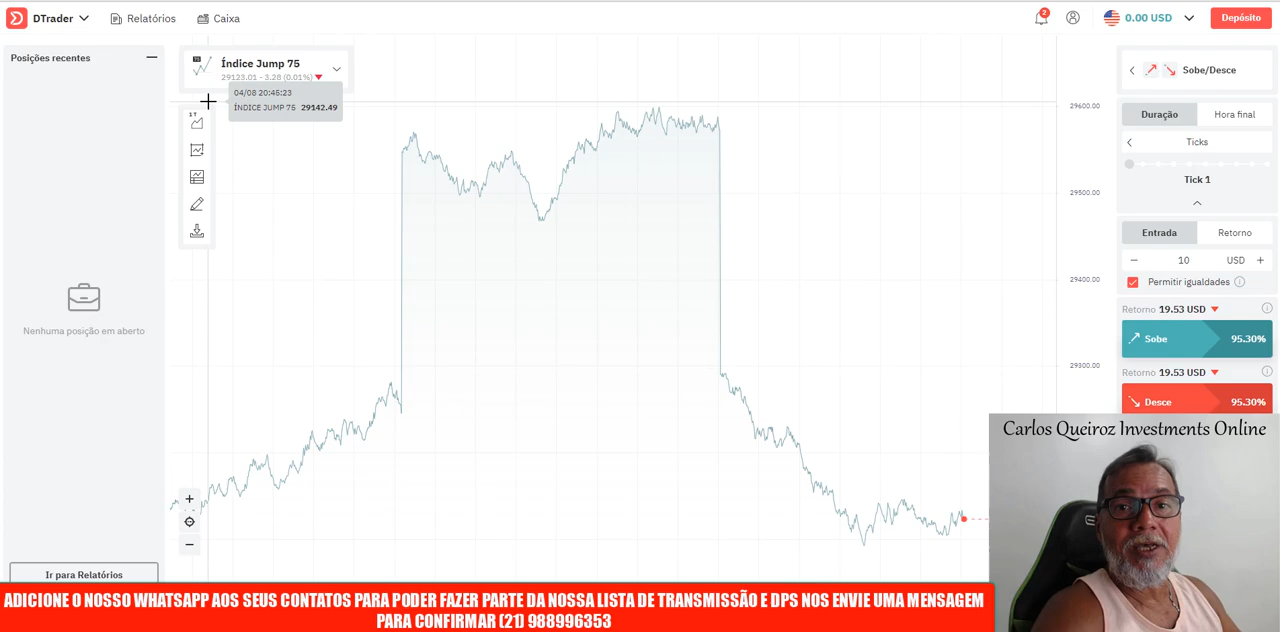 DTrader
Relatórios
Caixa
2
0.00 USD
Depósito
Posições recentes
Índice Jump 75
29123.01 - 3.28 (0.01%)
04/08 20:45:23
ÍNDICE JUMP 75 29142.49
1T
Nenhuma posição em aberto
Ir para Relatórios
29600.00
29500.00
29400.00
29300.00
Sobe/Desce
Duração
Hora final
Ticks
Tick 1
Entrada
Retorno
10
USD
Permitir igualdades
Retorno 19.53 USD
Sobe
95.30%
Retorno 19.53 USD
Desce
95.30%
Carlos Queiroz Investments Online
ADICIONE O NOSSO WHATSAPP AOS SEUS CONTATOS PARA PODER FAZER PARTE DA NOSSA LISTA DE TRANSMISSÃO E DPS NOS ENVIE UMA MENSAGEM
PARA CONFIRMAR (21) 988996353